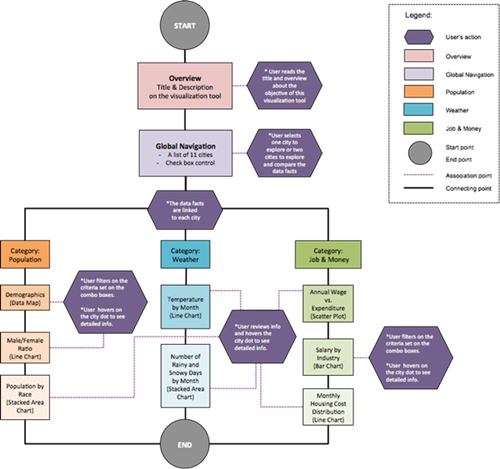 START
Legend:
User's action
Overview
Global Navigation
Population
Weather
Job & Money
Start point
End point
Association point
Connecting point
Overview
Title & Description
on the visualization tool
* User reads the
title and overview
about the
objective of this
visualization tool
Global Navigation
- A list of 11 cities
- Check box control
*User selects
one city to
explore or two
cities to explore
and compare the
data facts
*The data facts
are linked
to each city
Category:
Population
Category:
Weather
Category:
Job & Money
Demographics
(Data Map)
*User filters on the
criteria set on the
combo boxes.
*User hovers on
the city dot to see
detailed info.
Male/Female
Ratio
(Line Chart)
Population by
Race
(Stacked Area
Chart)
Temperature
by Month
(Line Chart)
Number of
Rainy and
Snowy Days
by Month
(Stacked Area
Chart)
*User reviews info
and hovers the
city dot to see
detailed info.
Annual Wage
vs.
Expenditure
(Scatter Plot)
Salary by
Industry
(Bar Chart)
*User filters on the
criteria set on the
combo boxes.
*User hovers on
the city dot to see
detailed info.
Monthly
Housing Cost
Distribution
(Line Chart)
END